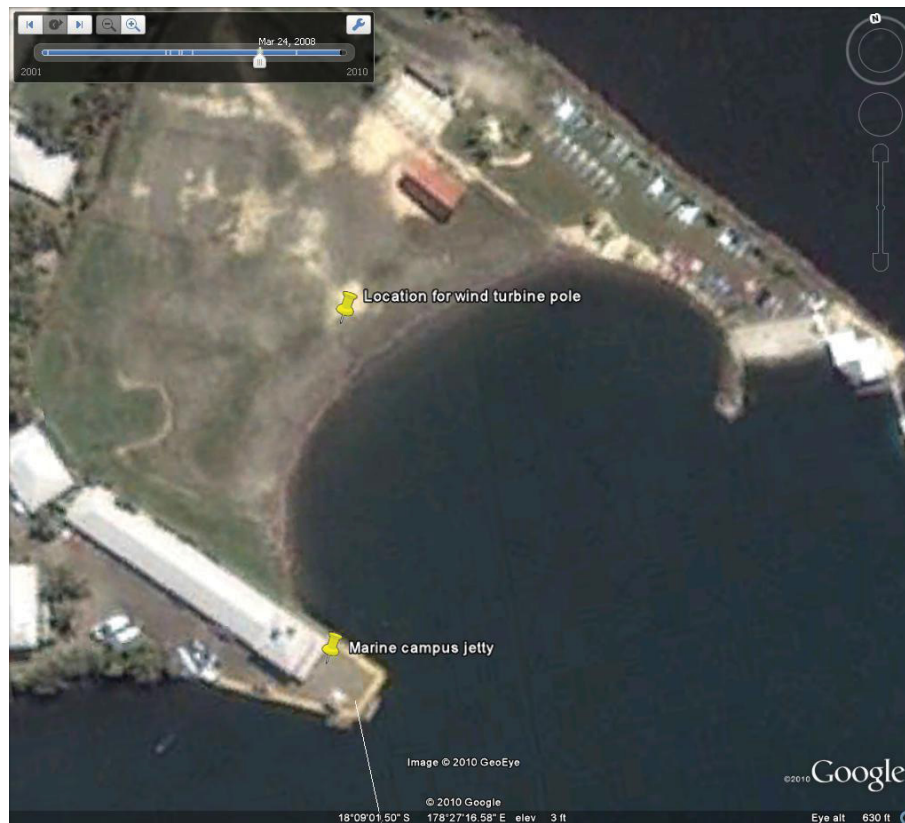 N
Mar 24, 2008
2001 2010
Location for wind turbine pole
Marine campus jetty
Image © 2010 GeoEye
©2010 Google
© 2010 Google
18°09'01.50" S 178°27'16.58" E elev 3 ft Eye alt 630 ft